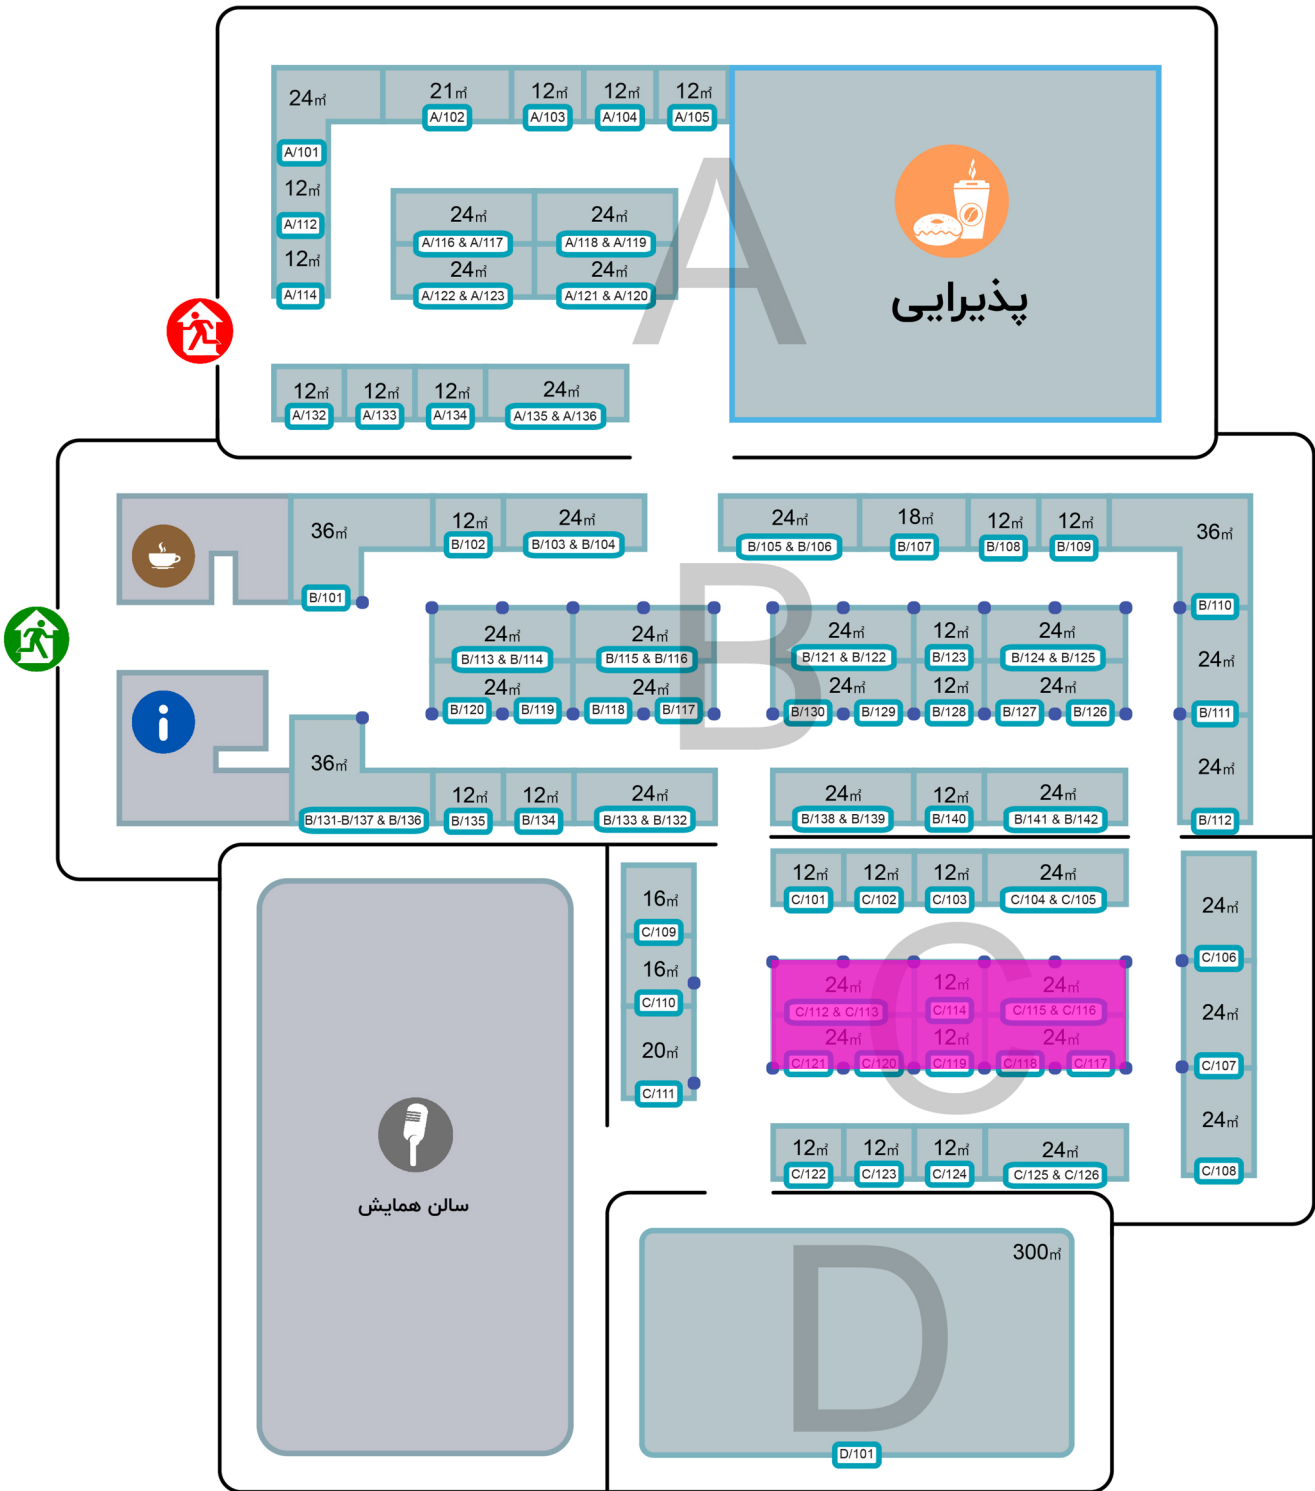 24㎡
21㎡
12㎡
12㎡
12㎡
A/102
A/103
A/104
A/105
A/101
12㎡
A/112
12㎡
A/114
24㎡
24㎡
A/116 & A/117
A/118 & A/119
24㎡
24㎡
A/122 & A/123
A/121 & A/120
A
پذیرایی
12㎡
12㎡
12㎡
24㎡
A/132
A/133
A/134
A/135 & A/136
36㎡
12㎡
24㎡
B/102
B/103 & B/104
B/101
24㎡
18㎡
12㎡
12㎡
36㎡
B/105 & B/106
B/107
B/108
B/109
B/110
24㎡
B/111
24㎡
B/112
B
24㎡
24㎡
B/113 & B/114
B/115 & B/116
24㎡
24㎡
B/120
B/119
B/118
B/117
24㎡
12㎡
24㎡
B/121 & B/122
B/123
B/124 & B/125
24㎡
12㎡
24㎡
B/130
B/129
B/128
B/127
B/126
i
36㎡
12㎡
12㎡
24㎡
B/131-B/137 & B/136
B/135
B/134
B/133 & B/132
24㎡
12㎡
24㎡
B/138 & B/139
B/140
B/141 & B/142
12㎡
12㎡
12㎡
24㎡
C/101
C/102
C/103
C/104 & C/105
16㎡
C/109
16㎡
C/110
20㎡
C/111
C
24㎡
12㎡
24㎡
C/112 & C/113
C/114
C/115 & C/116
24㎡
12㎡
24㎡
C/121
C/120
C/119
C/118
C/117
24㎡
C/106
24㎡
C/107
24㎡
C/108
12㎡
12㎡
12㎡
24㎡
C/122
C/123
C/124
C/125 & C/126
سالن همایش
300㎡
D
D/101